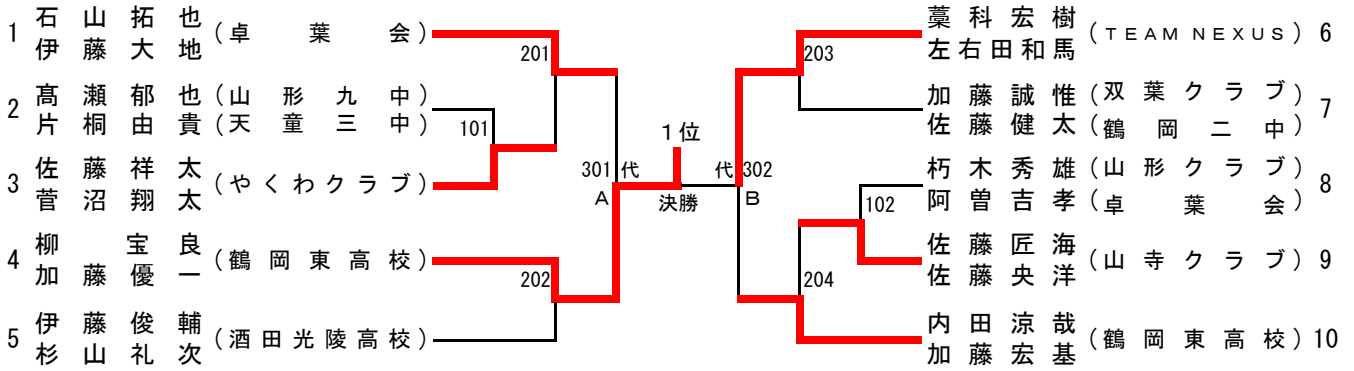 1 石山拓也 (卓葉会)
伊藤大地
2 髙瀬郁也 (山形九中)
片桐由貴 (天童三中)
3 佐藤祥太 (やくわクラブ)
菅沼翔太
4 柳宝良 (鶴岡東高校)
加藤優一
5 伊藤俊輔 (酒田光陵高校)
杉山礼次
201
101
202
1位
301 代
代 302
A
決勝
B
203
102
204
藁科宏樹 (TEAM NEXUS) 6
左右田和馬
加藤誠惟 (双葉クラブ) 7
佐藤健太 (鶴岡二中)
朽木秀雄 (山形クラブ) 8
阿曽吉孝 (卓葉会)
佐藤匠海 (山寺クラブ) 9
佐藤央洋
内田涼哉 (鶴岡東高校) 10
加藤宏基